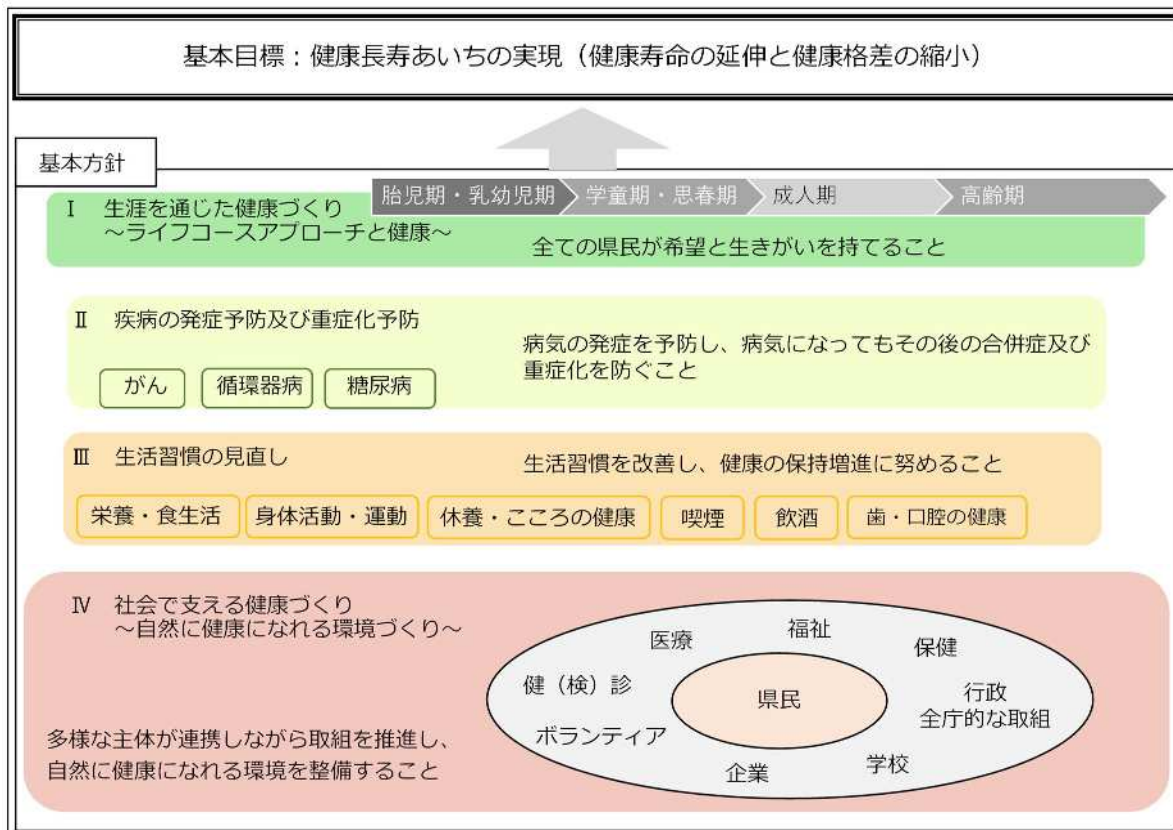 基本目標：健康長寿あいちの実現（健康寿命の延伸と健康格差の縮小）
基本方針
胎児期・乳幼児期
学童期・思春期
成人期
高齢期
Ⅰ 生涯を通じた健康づくり
～ライフコースアプローチと健康～
全ての県民が希望と生きがいを持てること
Ⅱ 疾病の発症予防及び重症化予防
病気の発症を予防し、病気になってもその後の合併症及び
重症化を防ぐこと
がん
循環器病
糖尿病
Ⅲ 生活習慣の見直し
生活習慣を改善し、健康の保持増進に努めること
栄養・食生活
身体活動・運動
休養・こころの健康
喫煙
飲酒
歯・口腔の健康
Ⅳ 社会で支える健康づくり
～自然に健康になれる環境づくり～
多様な主体が連携しながら取組を推進し、
自然に健康になれる環境を整備すること
医療
福祉
保健
健（検）診
県民
行政
全庁的な取組
ボランティア
企業
学校